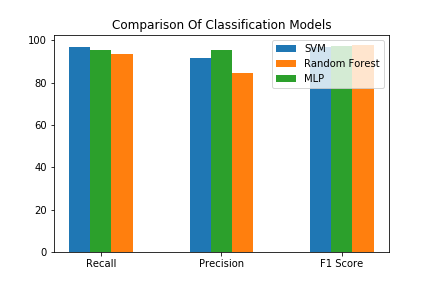 Comparison Of Classification Models
100
80
60
40
20
0
SVM
Random Forest
MLP
Recall
Precision
F1 Score